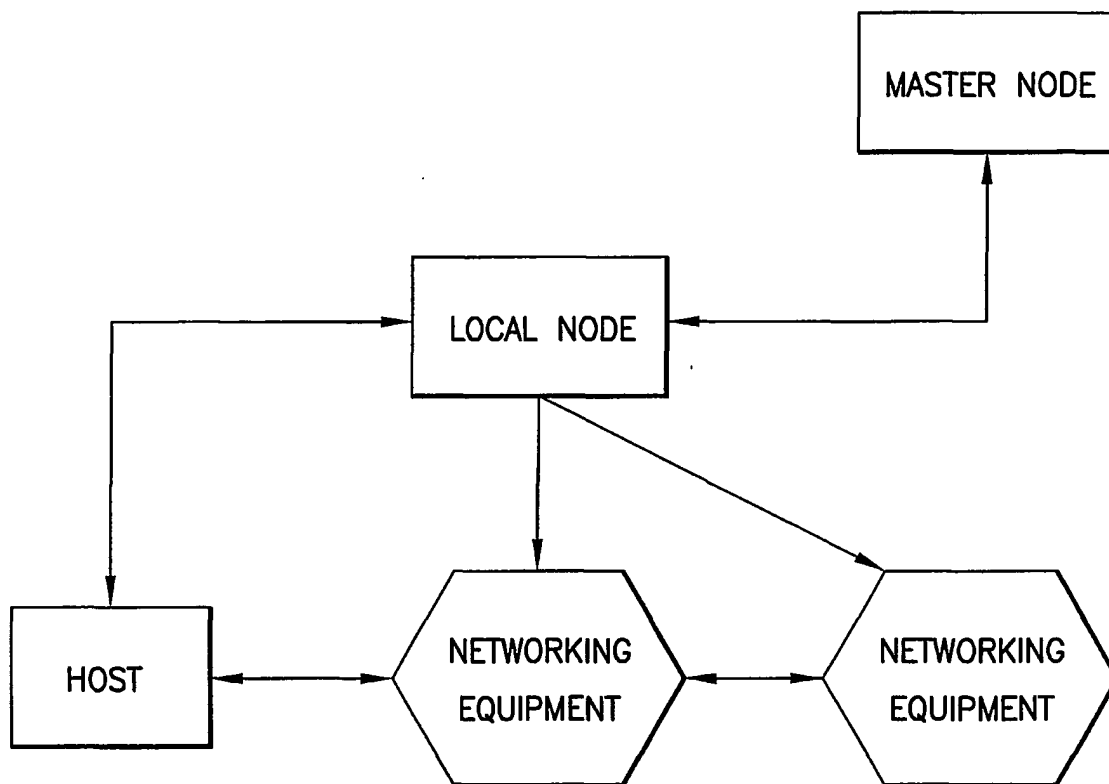 MASTER NODE
LOCAL NODE
HOST
NETWORKING
EQUIPMENT
NETWORKING
EQUIPMENT